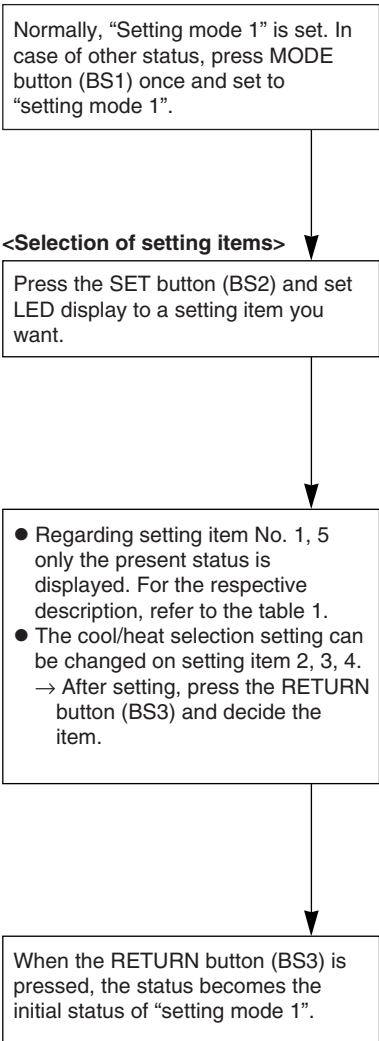 Normally, “Setting mode 1” is set. In
case of other status, press MODE
button (BS1) once and set to
“setting mode 1”.
<Selection of setting items>
Press the SET button (BS2) and set
LED display to a setting item you
want.
● Regarding setting item No. 1, 5
only the present status is
displayed. For the respective
description, refer to the table 1.
● The cool/heat selection setting can
be changed on setting item 2, 3, 4.
→ After setting, press the RETURN
button (BS3) and decide the
item.
When the RETURN button (BS3) is
pressed, the status becomes the
initial status of “setting mode 1”.